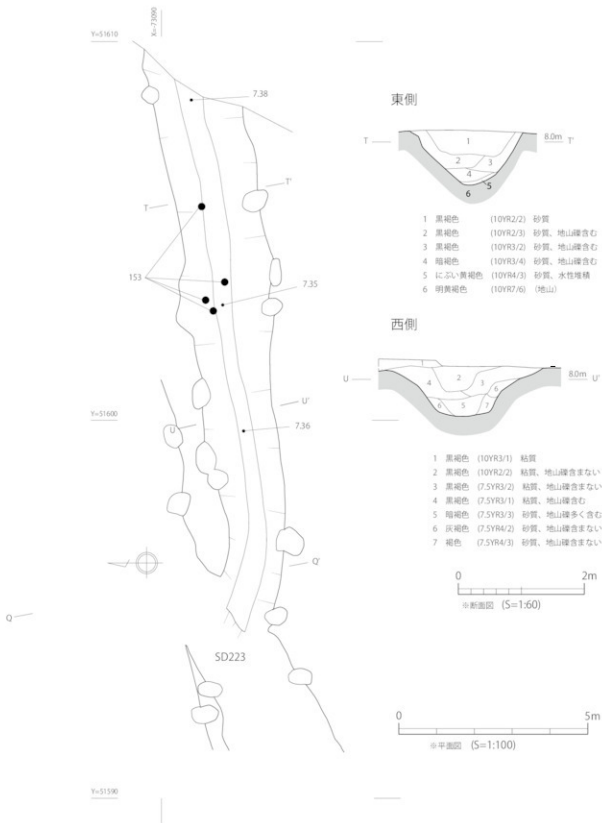 Y=51610
X=-73090
7.38
T
T'
153
7.35
U
U'
Y=51600
7.36
Q'
Q
SD223
Y=51590
東側
T
8.0m
T'
1
2
3
4
5
6
1 黒褐色 (10YR2/2) 砂質
2 黒褐色 (10YR2/3) 砂質、地山礫含む
3 黒褐色 (10YR3/2) 砂質、地山礫含む
4 暗褐色 (10YR3/4) 砂質、地山礫含む
5 にぶい黄褐色 (10YR4/3) 砂質、水性堆積
6 明黄褐色 (10YR7/6) (地山)
西側
U
8.0m
U'
1
4
2
3
6
6
5
7
1 黒褐色 (10YR3/1) 粘質
2 黒褐色 (10YR2/2) 粘質、地山礫含まない
3 黒褐色 (7.5YR3/2) 粘質、地山礫含まない
4 黒褐色 (7.5YR3/1) 粘質、地山礫含む
5 暗褐色 (7.5YR3/3) 砂質、地山礫多く含む
6 灰褐色 (7.5YR4/2) 砂質、地山礫含まない
7 褐色 (7.5YR4/3) 砂質、地山礫含まない
0 2m
※断面図 (S=1:60)
0 5m
※平面図 (S=1:100)